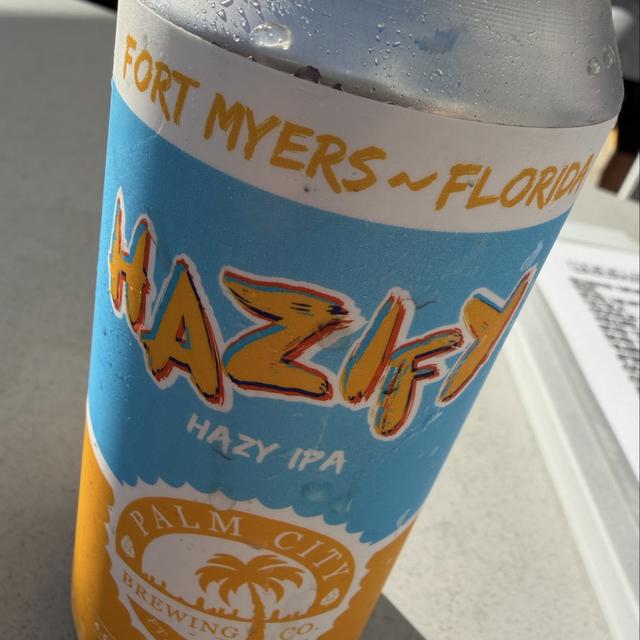 FORT MYERS ~ FLORIDA
HAZIFY
HAZY IPA
PALM CITY
BREWING CO.